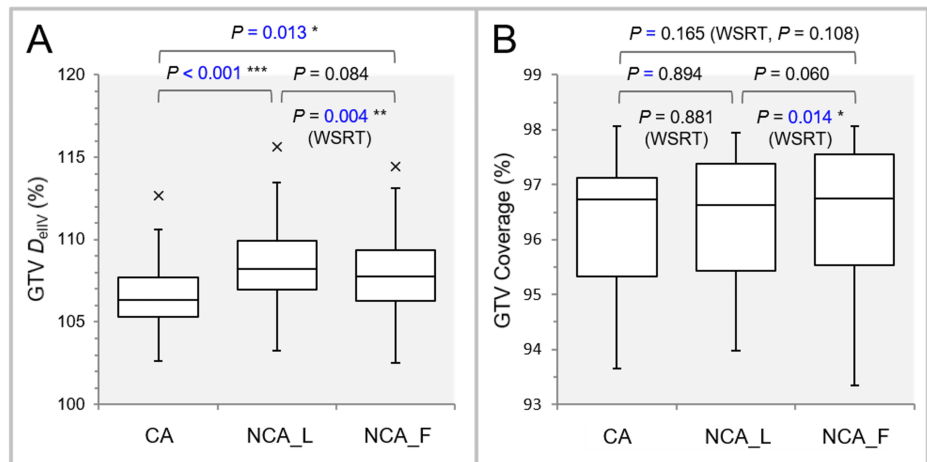 A
P = 0.013 *
P < 0.001 ***
P = 0.084
P = 0.004 **
(WSRT)
GTV DeIIV (%)
120
115
110
105
100
CA
NCA_L
NCA_F
B
P = 0.165 (WSRT, P = 0.108)
P = 0.894
P = 0.060
P = 0.881
(WSRT)
P = 0.014 *
(WSRT)
GTV Coverage (%)
99
98
97
96
95
94
93
CA
NCA_L
NCA_F